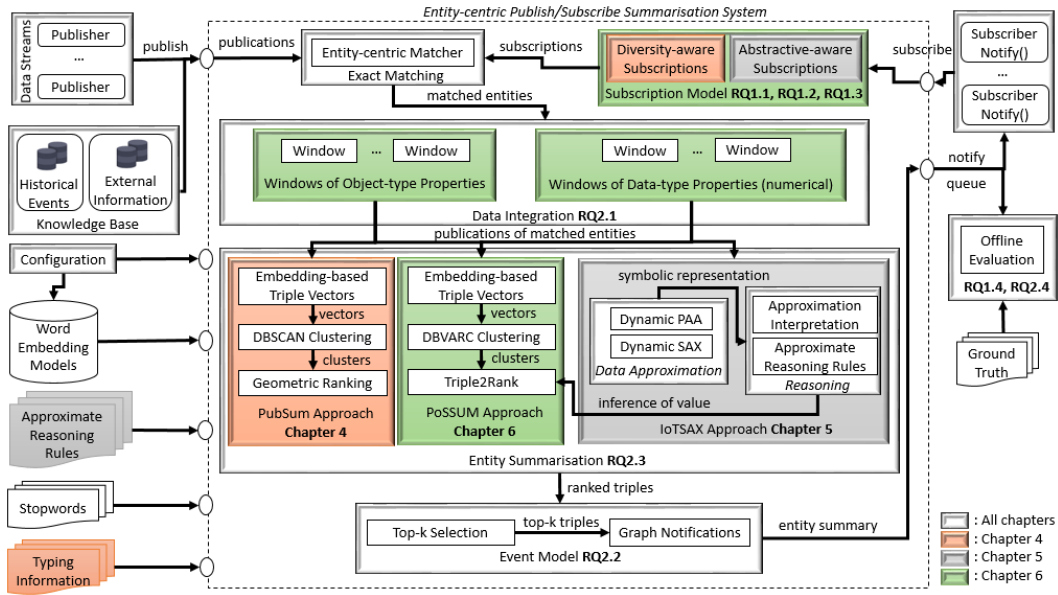 Entity-centric Publish/Subscribe Summarisation System
Data Streams
Publisher
...
Publisher
publish
publications
Entity-centric Matcher
Exact Matching
subscriptions
Diversity-aware
Subscriptions
Abstractive-aware
Subscriptions
Subscription Model RQ1.1, RQ1.2, RQ1.3
subscribe
Subscriber
Notify()
...
Subscriber
Notify()
matched entities
Historical
Events
External
Information
Knowledge Base
Window
...
Window
Windows of Object-type Properties
Window
...
Window
Windows of Data-type Properties (numerical)
Data Integration RQ2.1
notify
queue
publications of matched entities
Configuration
Word
Embedding
Models
Approximate
Reasoning
Rules
Stopwords
Typing
Information
Embedding-based
Triple Vectors
vectors
DBSCAN Clustering
clusters
Geometric Ranking
PubSum Approach
Chapter 4
Embedding-based
Triple Vectors
vectors
DBVARC Clustering
clusters
Triple2Rank
PoSSUM Approach
Chapter 6
symbolic representation
Dynamic PAA
Dynamic SAX
Data Approximation
Approximation
Interpretation
Approximate
Reasoning Rules
Reasoning
inference of value
IoTSAX Approach Chapter 5
Entity Summarisation RQ2.3
Offline
Evaluation
RQ1.4, RQ2.4
Ground
Truth
ranked triples
Top-k Selection
top-k triples
Graph Notifications
Event Model RQ2.2
entity summary
: All chapters
: Chapter 4
: Chapter 5
: Chapter 6